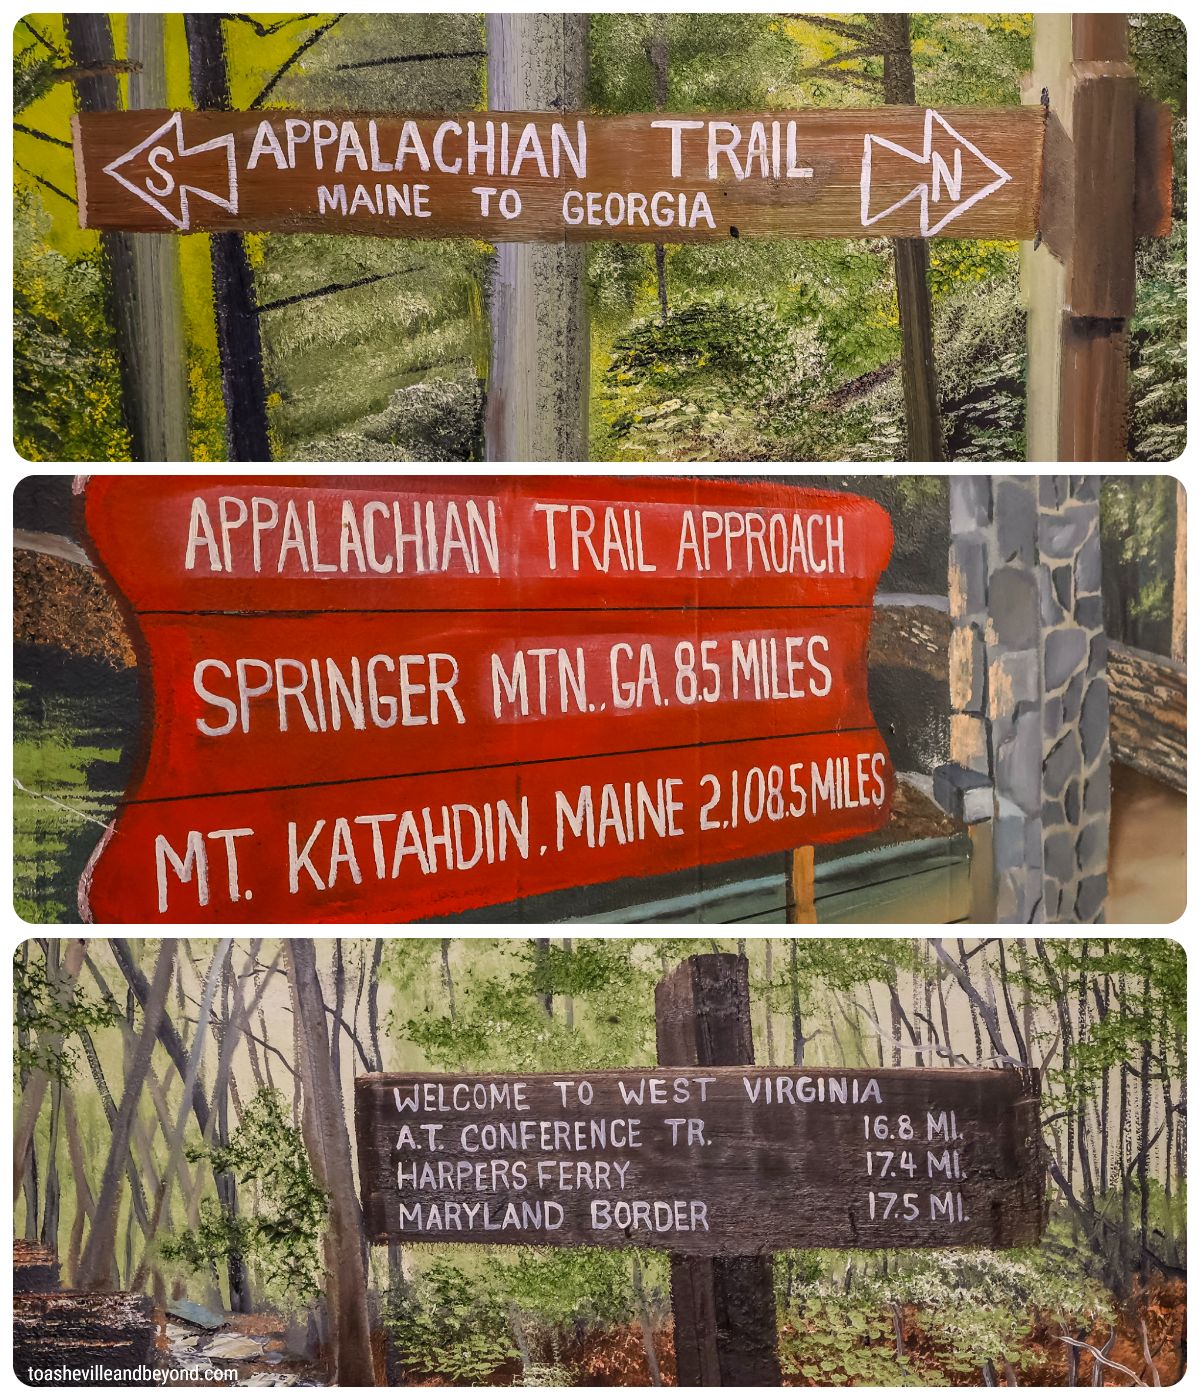 S APPALACHIAN TRAIL N
MAINE TO GEORGIA
APPALACHIAN TRAIL APPROACH
SPRINGER MTN., GA. 8.5 MILES
MT. KATAHDIN, MAINE 2,108.5 MILES
WELCOME TO WEST VIRGINIA
A.T. CONFERENCE TR. 16.8 MI.
HARPERS FERRY 17.4 MI.
MARYLAND BORDER 17.5 MI.
toashevilleandbeyond.com